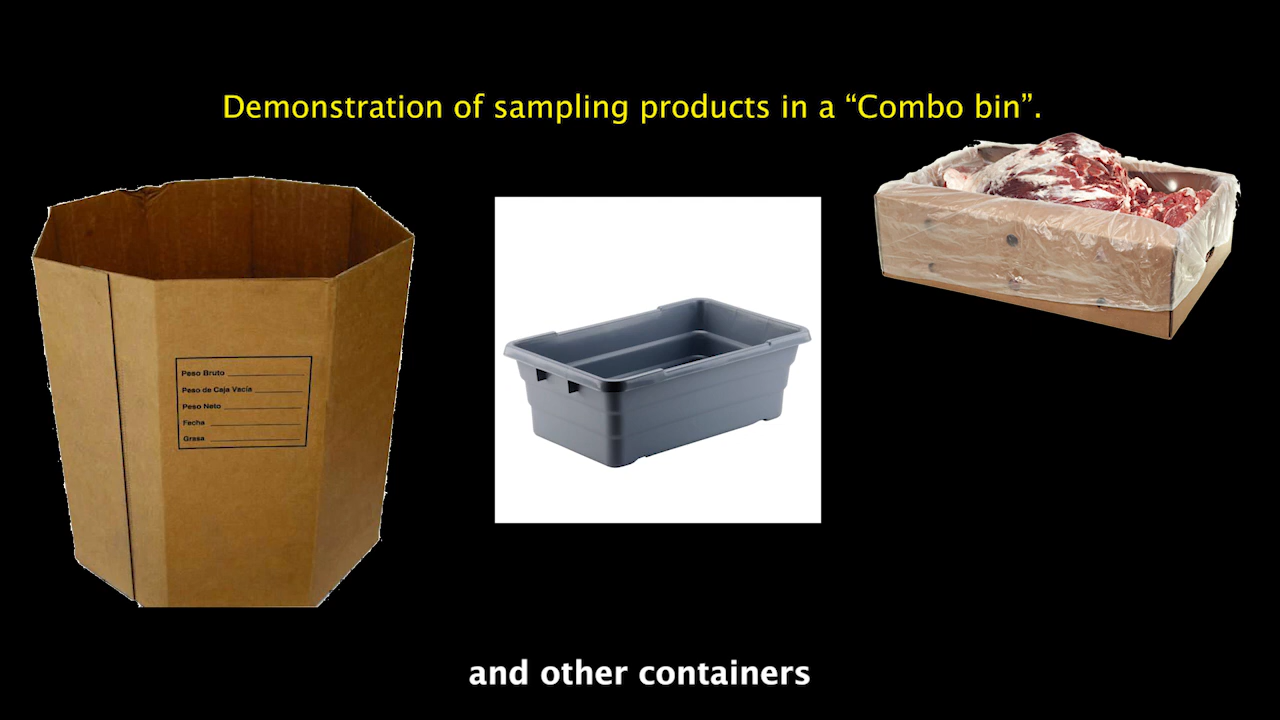 Demonstration of sampling products in a “Combo bin”.
Peso Bruto
Peso de Caja Vacía
Peso Neto
Fecha
Grasa
and other containers